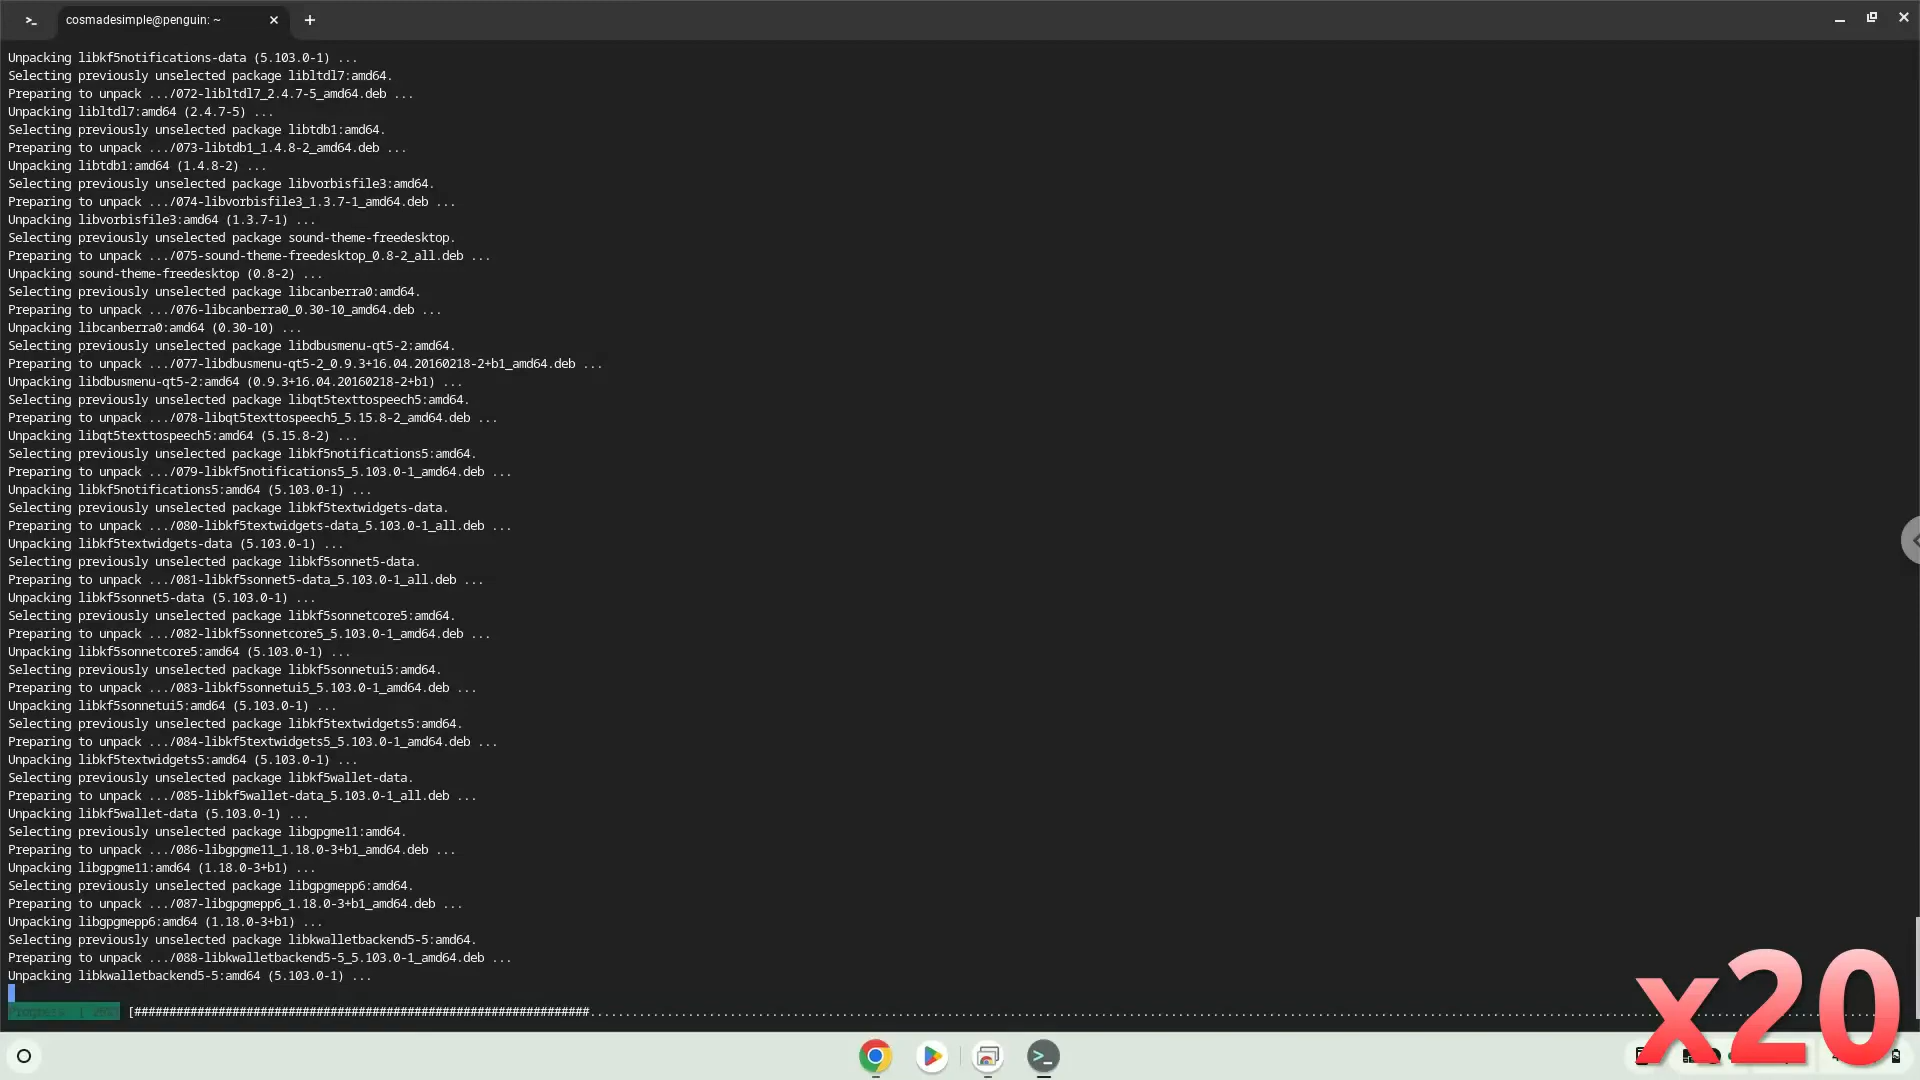 cosmadesimple@penguin: ~
Unpacking libkf5notifications-data (5.103.0-1) ...
Selecting previously unselected package libltdl7:amd64.
Preparing to unpack .../072-libltdl7_2.4.7-5_amd64.deb ...
Unpacking libltdl7:amd64 (2.4.7-5) ...
Selecting previously unselected package libtdb1:amd64.
Preparing to unpack .../073-libtdb1_1.4.8-2_amd64.deb ...
Unpacking libtdb1:amd64 (1.4.8-2) ...
Selecting previously unselected package libvorbisfile3:amd64.
Preparing to unpack .../074-libvorbisfile3_1.3.7-1_amd64.deb ...
Unpacking libvorbisfile3:amd64 (1.3.7-1) ...
Selecting previously unselected package sound-theme-freedesktop.
Preparing to unpack .../075-sound-theme-freedesktop_0.8-2_all.deb ...
Unpacking sound-theme-freedesktop (0.8-2) ...
Selecting previously unselected package libcanberra0:amd64.
Preparing to unpack .../076-libcanberra0_0.30-10_amd64.deb ...
Unpacking libcanberra0:amd64 (0.30-10) ...
Selecting previously unselected package libdbusmenu-qt5-2:amd64.
Preparing to unpack .../077-libdbusmenu-qt5-2_0.9.3+16.04.20160218-2+b1_amd64.deb ...
Unpacking libdbusmenu-qt5-2:amd64 (0.9.3+16.04.20160218-2+b1) ...
Selecting previously unselected package libqt5texttospeech5:amd64.
Preparing to unpack .../078-libqt5texttospeech5_5.15.8-2_amd64.deb ...
Unpacking libqt5texttospeech5:amd64 (5.15.8-2) ...
Selecting previously unselected package libkf5notifications5:amd64.
Preparing to unpack .../079-libkf5notifications5_5.103.0-1_amd64.deb ...
Unpacking libkf5notifications5:amd64 (5.103.0-1) ...
Selecting previously unselected package libkf5textwidgets-data.
Preparing to unpack .../080-libkf5textwidgets-data_5.103.0-1_all.deb ...
Unpacking libkf5textwidgets-data (5.103.0-1) ...
Selecting previously unselected package libkf5sonnet5-data.
Preparing to unpack .../081-libkf5sonnet5-data_5.103.0-1_all.deb ...
Unpacking libkf5sonnet5-data (5.103.0-1) ...
Selecting previously unselected package libkf5sonnetcore5:amd64.
Preparing to unpack .../082-libkf5sonnetcore5_5.103.0-1_amd64.deb ...
Unpacking libkf5sonnetcore5:amd64 (5.103.0-1) ...
Selecting previously unselected package libkf5sonnetui5:amd64.
Preparing to unpack .../083-libkf5sonnetui5_5.103.0-1_amd64.deb ...
Unpacking libkf5sonnetui5:amd64 (5.103.0-1) ...
Selecting previously unselected package libkf5textwidgets5:amd64.
Preparing to unpack .../084-libkf5textwidgets5_5.103.0-1_amd64.deb ...
Unpacking libkf5textwidgets5:amd64 (5.103.0-1) ...
Selecting previously unselected package libkf5wallet-data.
Preparing to unpack .../085-libkf5wallet-data_5.103.0-1_all.deb ...
Unpacking libkf5wallet-data (5.103.0-1) ...
Selecting previously unselected package libgpgme11:amd64.
Preparing to unpack .../086-libgpgme11_1.18.0-3+b1_amd64.deb ...
Unpacking libgpgme11:amd64 (1.18.0-3+b1) ...
Selecting previously unselected package libgpgmepp6:amd64.
Preparing to unpack .../087-libgpgmepp6_1.18.0-3+b1_amd64.deb ...
Unpacking libgpgmepp6:amd64 (1.18.0-3+b1) ...
Selecting previously unselected package libkwalletbackend5-5:amd64.
Preparing to unpack .../088-libkwalletbackend5-5_5.103.0-1_amd64.deb ...
Unpacking libkwalletbackend5-5:amd64 (5.103.0-1) ...
x20